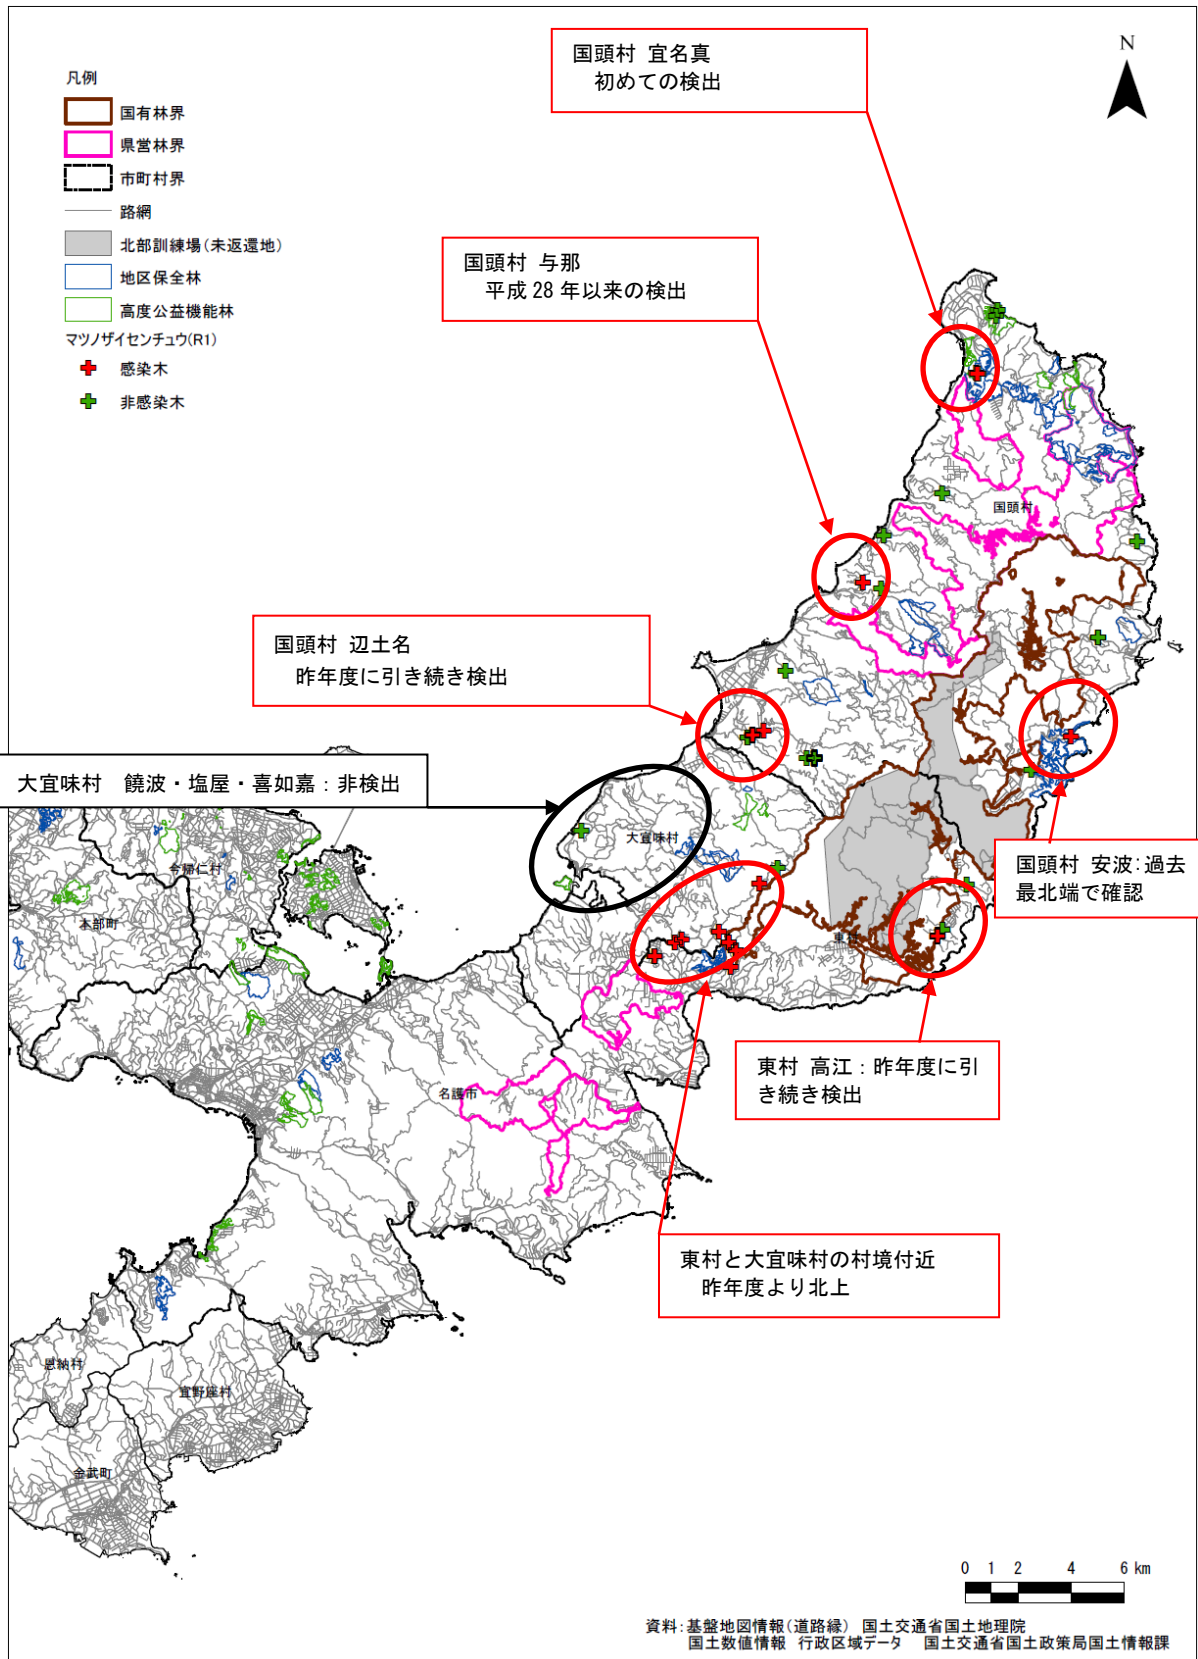 国頭村 宜名真
初めての検出
N
凡例
国有林界
県営林界
市町村界
路網
北部訓練場(未返還地)
地区保全林
高度公益機能林
マツノザイセンチュウ(R1)
感染木
非感染木
国頭村 与那
平成 28 年以来の検出
国頭村
国頭村 辺土名
昨年度に引き続き検出
大宜味村 饒波・塩屋・喜如嘉：非検出
大宜味村
今帰仁村
本部町
国頭村 安波：過去
最北端で確認
東村
東村 高江：昨年度に引
き続き検出
名護市
東村と大宜味村の村境付近
昨年度より北上
恩納村
宜野座村
金武町
0 1 2 4 6 km
資料：基盤地図情報(道路縁) 国土交通省国土地理院
国土数値情報 行政区域データ 国土交通省国土政策局国土情報課